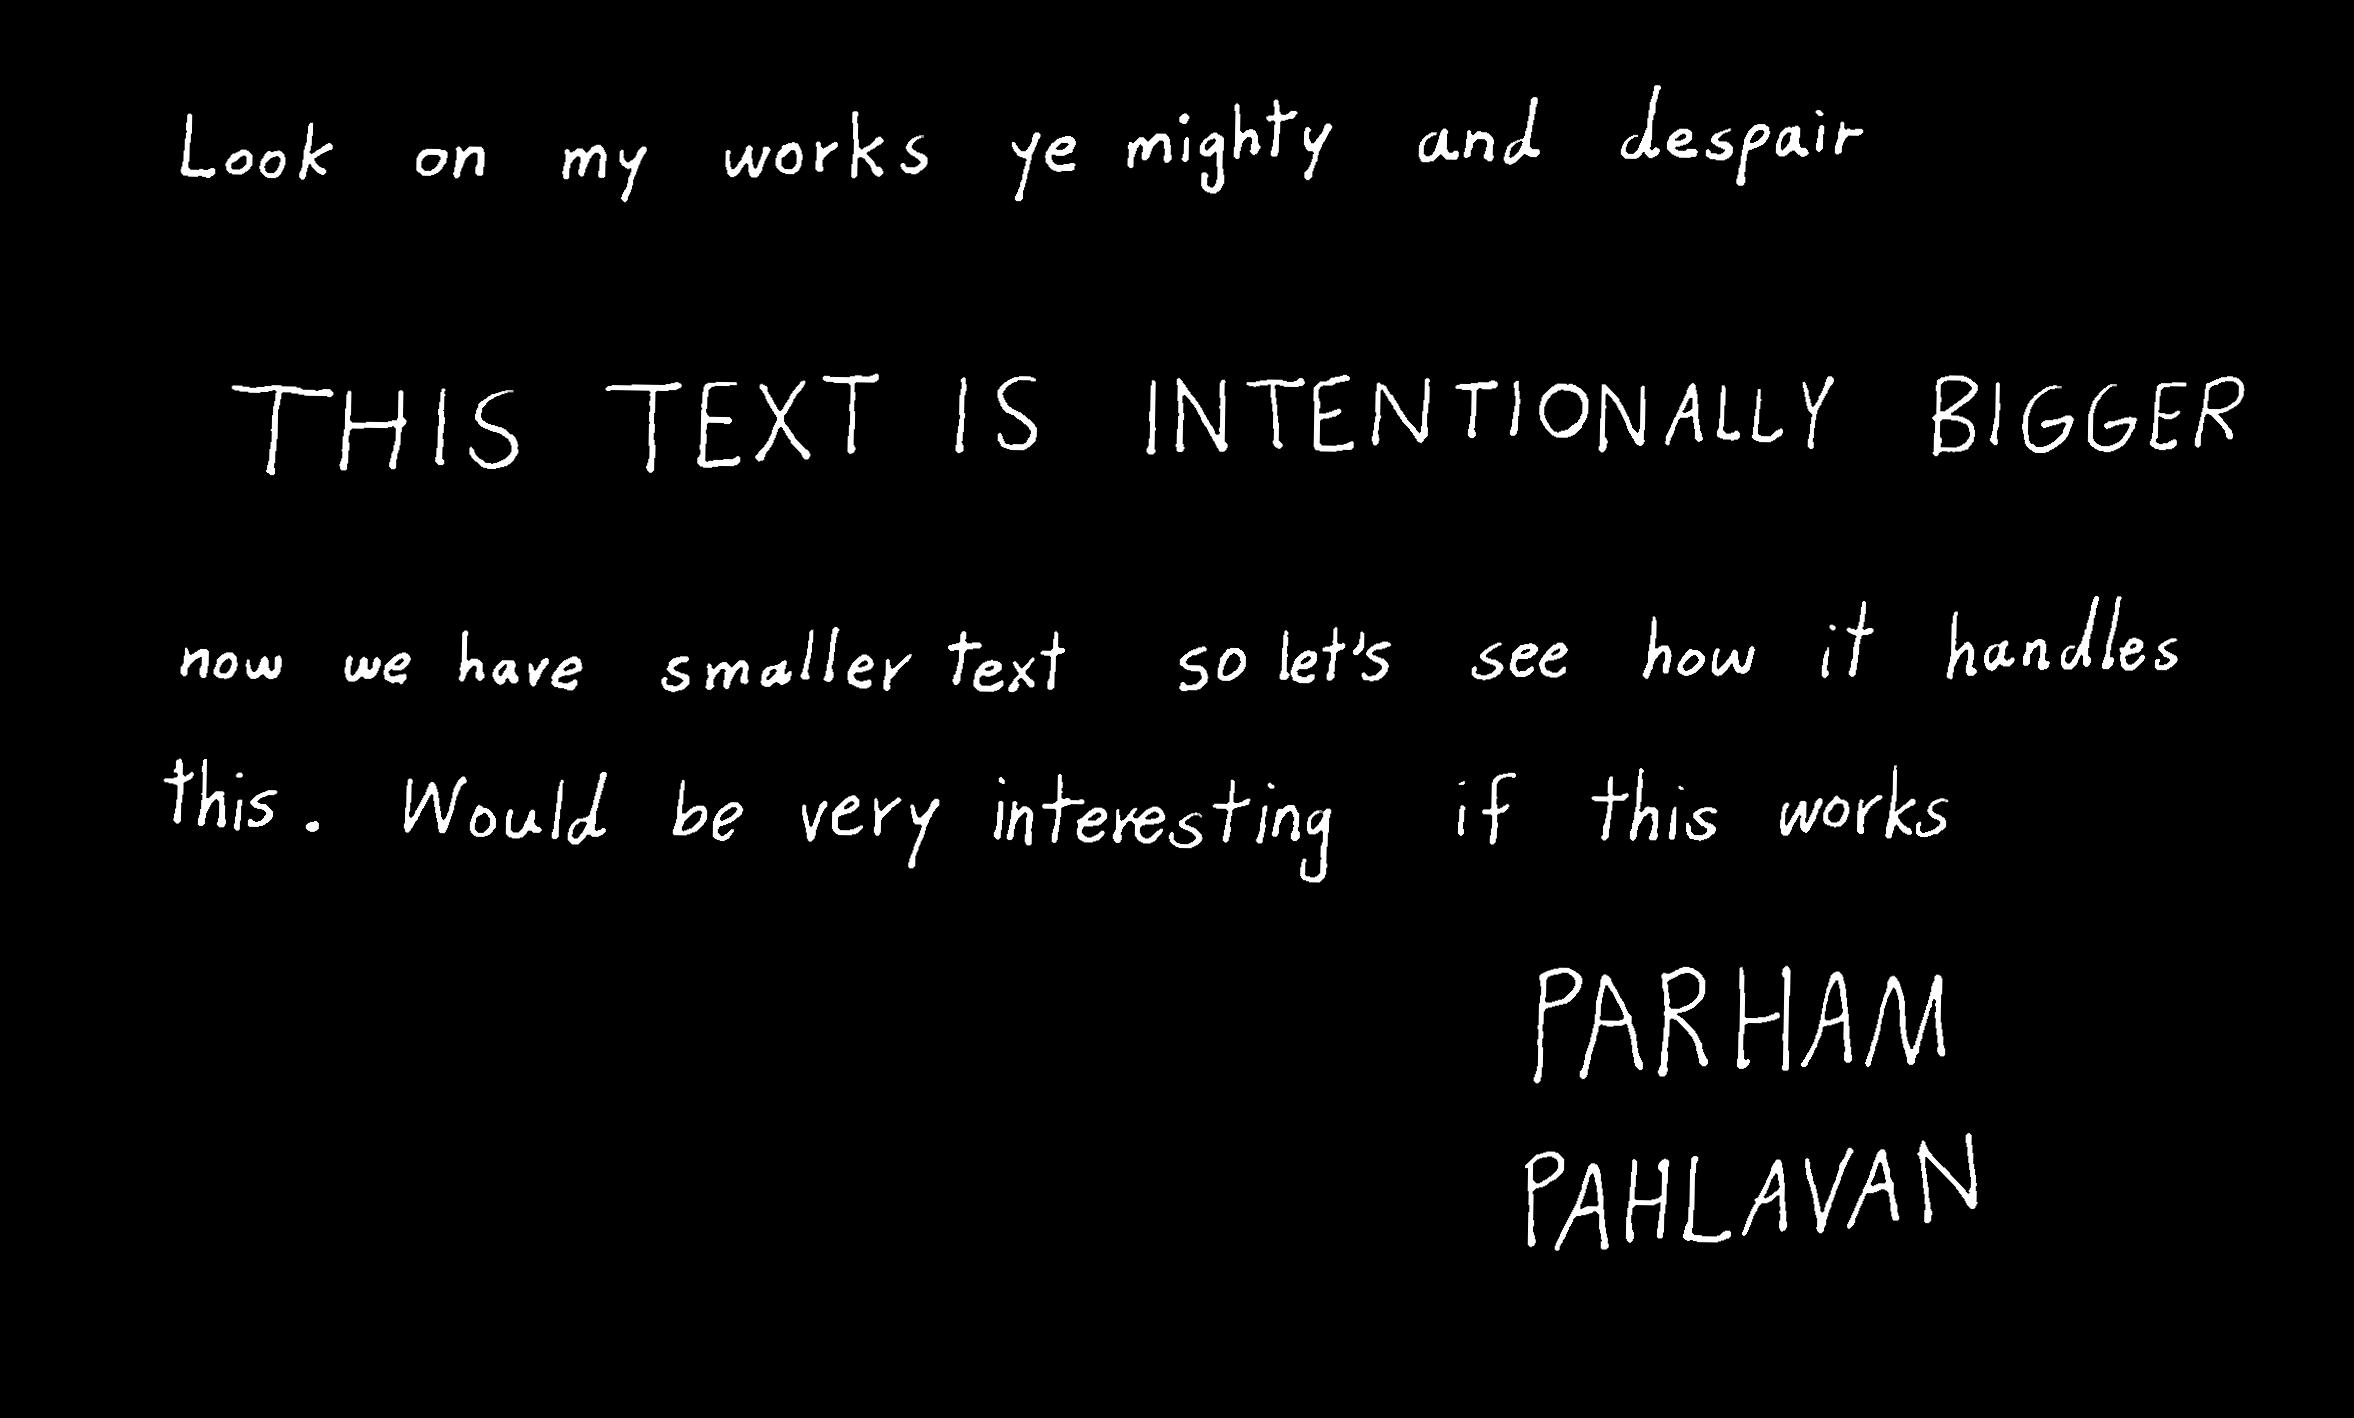 Look on my works ye mighty and despair
THIS TEXT IS INTENTIONALLY BIGGER
now we have smaller text so let's see how it handles
this. Would be very interesting if this works
PARHAM
PAHLAVAN